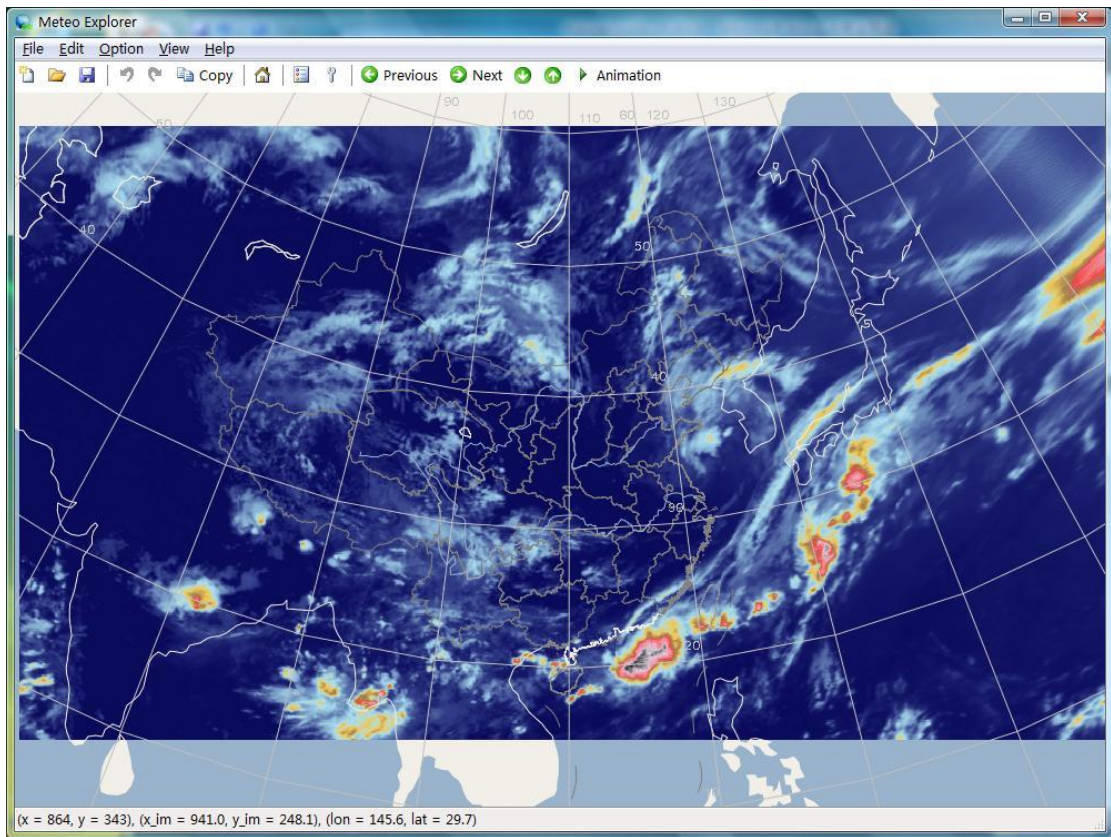 Meteo Explorer
File Edit Option View Help
Copy Previous Next Animation
90 130
50 100 110 60 120
40 50
40
30
20
(x = 864, y = 343), (x_im = 941.0, y_im = 248.1), (lon = 145.6, lat = 29.7)